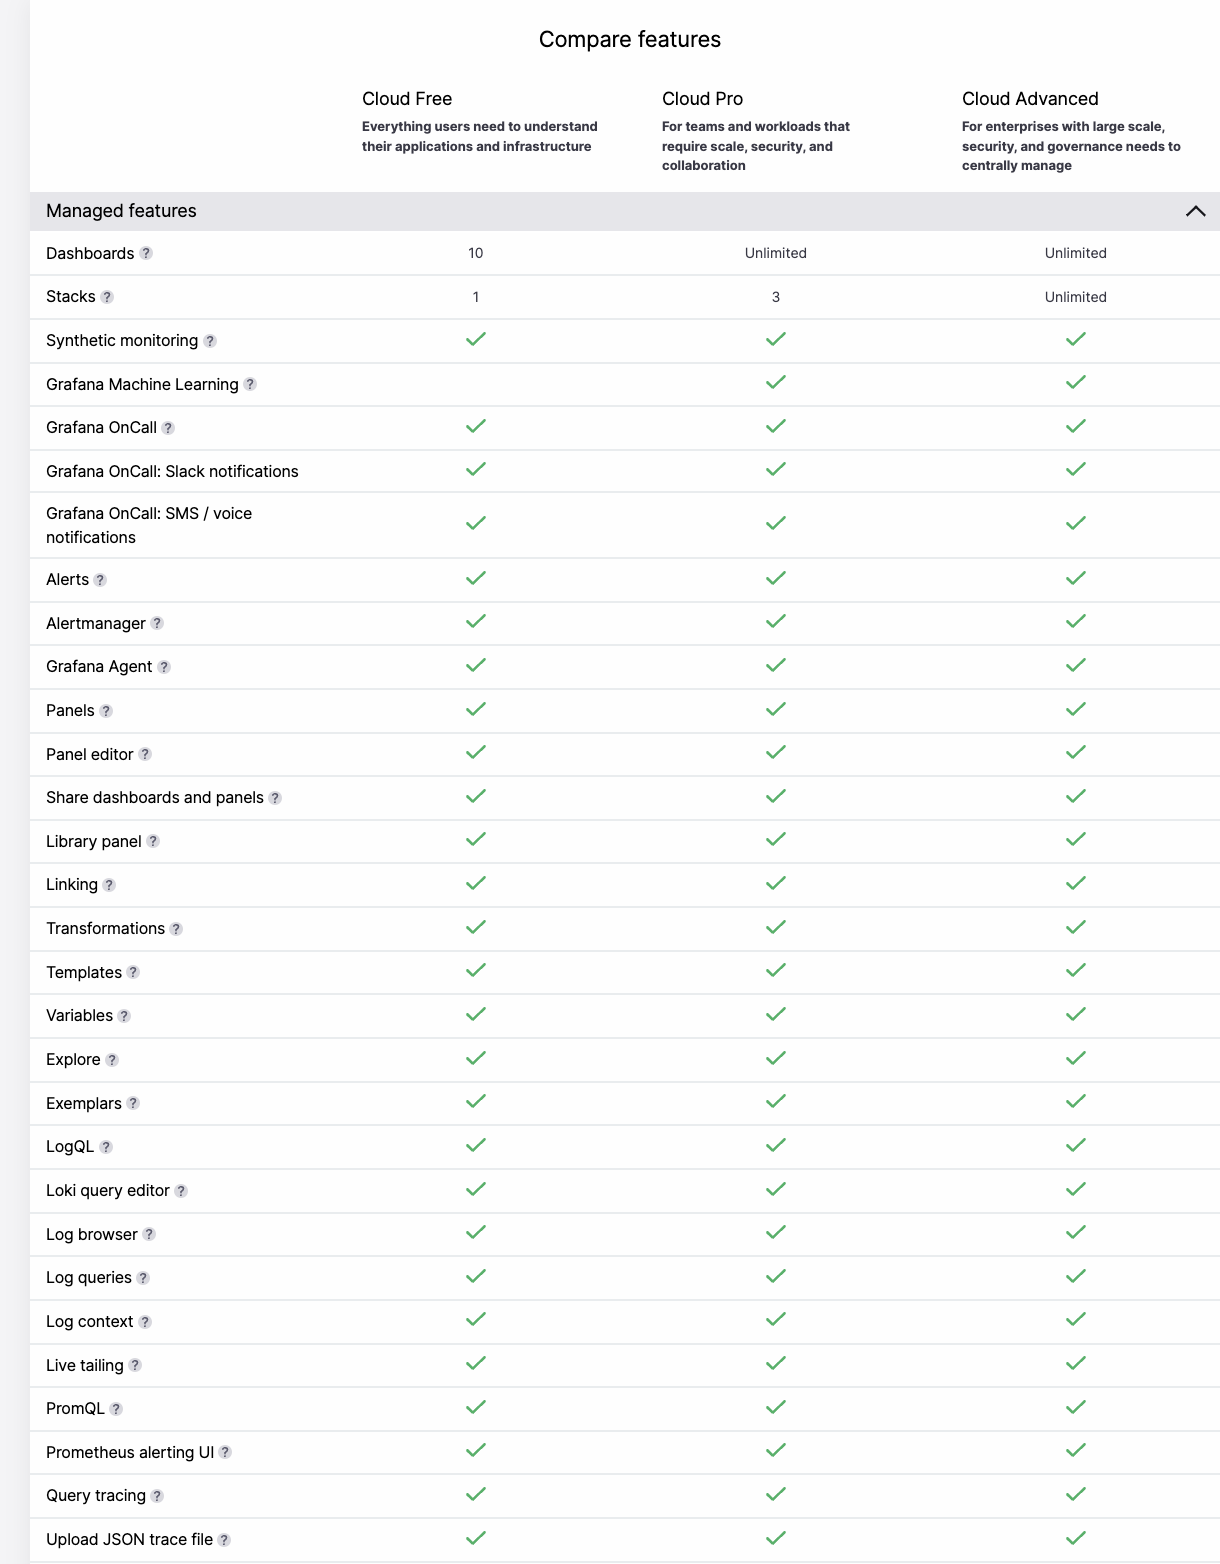 Compare features
Cloud Free
Cloud Pro
Cloud Advanced
Everything users need to understand
their applications and infrastructure
For teams and workloads that
require scale, security, and
collaboration
For enterprises with large scale,
security, and governance needs to
centrally manage
Managed features
Dashboards ? 10 Unlimited Unlimited
Stacks ? 1 3 Unlimited
Synthetic monitoring ?
Grafana Machine Learning ?
Grafana OnCall ?
Grafana OnCall: Slack notifications
Grafana OnCall: SMS / voice
notifications
Alerts ?
Alertmanager ?
Grafana Agent ?
Panels ?
Panel editor ?
Share dashboards and panels ?
Library panel ?
Linking ?
Transformations ?
Templates ?
Variables ?
Explore ?
Exemplars ?
LogQL ?
Loki query editor ?
Log browser ?
Log queries ?
Log context ?
Live tailing ?
PromQL ?
Prometheus alerting UI ?
Query tracing ?
Upload JSON trace file ?